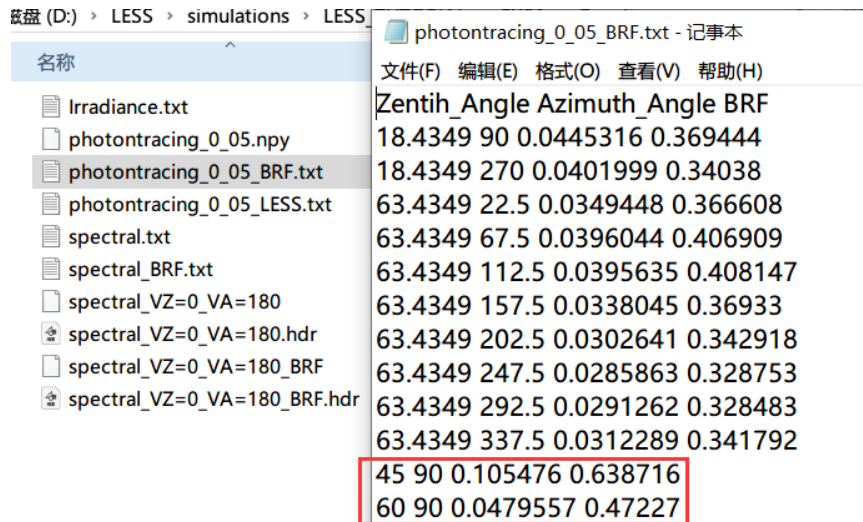 磁盘 (D:) › LESS › simulations › LESS_
名称
Irradiance.txt
photontracing_0_05.npy
photontracing_0_05_BRF.txt
photontracing_0_05_LESS.txt
spectral.txt
spectral_BRF.txt
spectral_VZ=0_VA=180
spectral_VZ=0_VA=180.hdr
spectral_VZ=0_VA=180_BRF
spectral_VZ=0_VA=180_BRF.hdr
photontracing_0_05_BRF.txt - 记事本
文件(F) 编辑(E) 格式(O) 查看(V) 帮助(H)
Zentih_Angle Azimuth_Angle BRF
18.4349 90 0.0445316 0.369444
18.4349 270 0.0401999 0.34038
63.4349 22.5 0.0349448 0.366608
63.4349 67.5 0.0396044 0.406909
63.4349 112.5 0.0395635 0.408147
63.4349 157.5 0.0338045 0.36933
63.4349 202.5 0.0302641 0.342918
63.4349 247.5 0.0285863 0.328753
63.4349 292.5 0.0291262 0.328483
63.4349 337.5 0.0312289 0.341792
45 90 0.105476 0.638716
60 90 0.0479557 0.47227